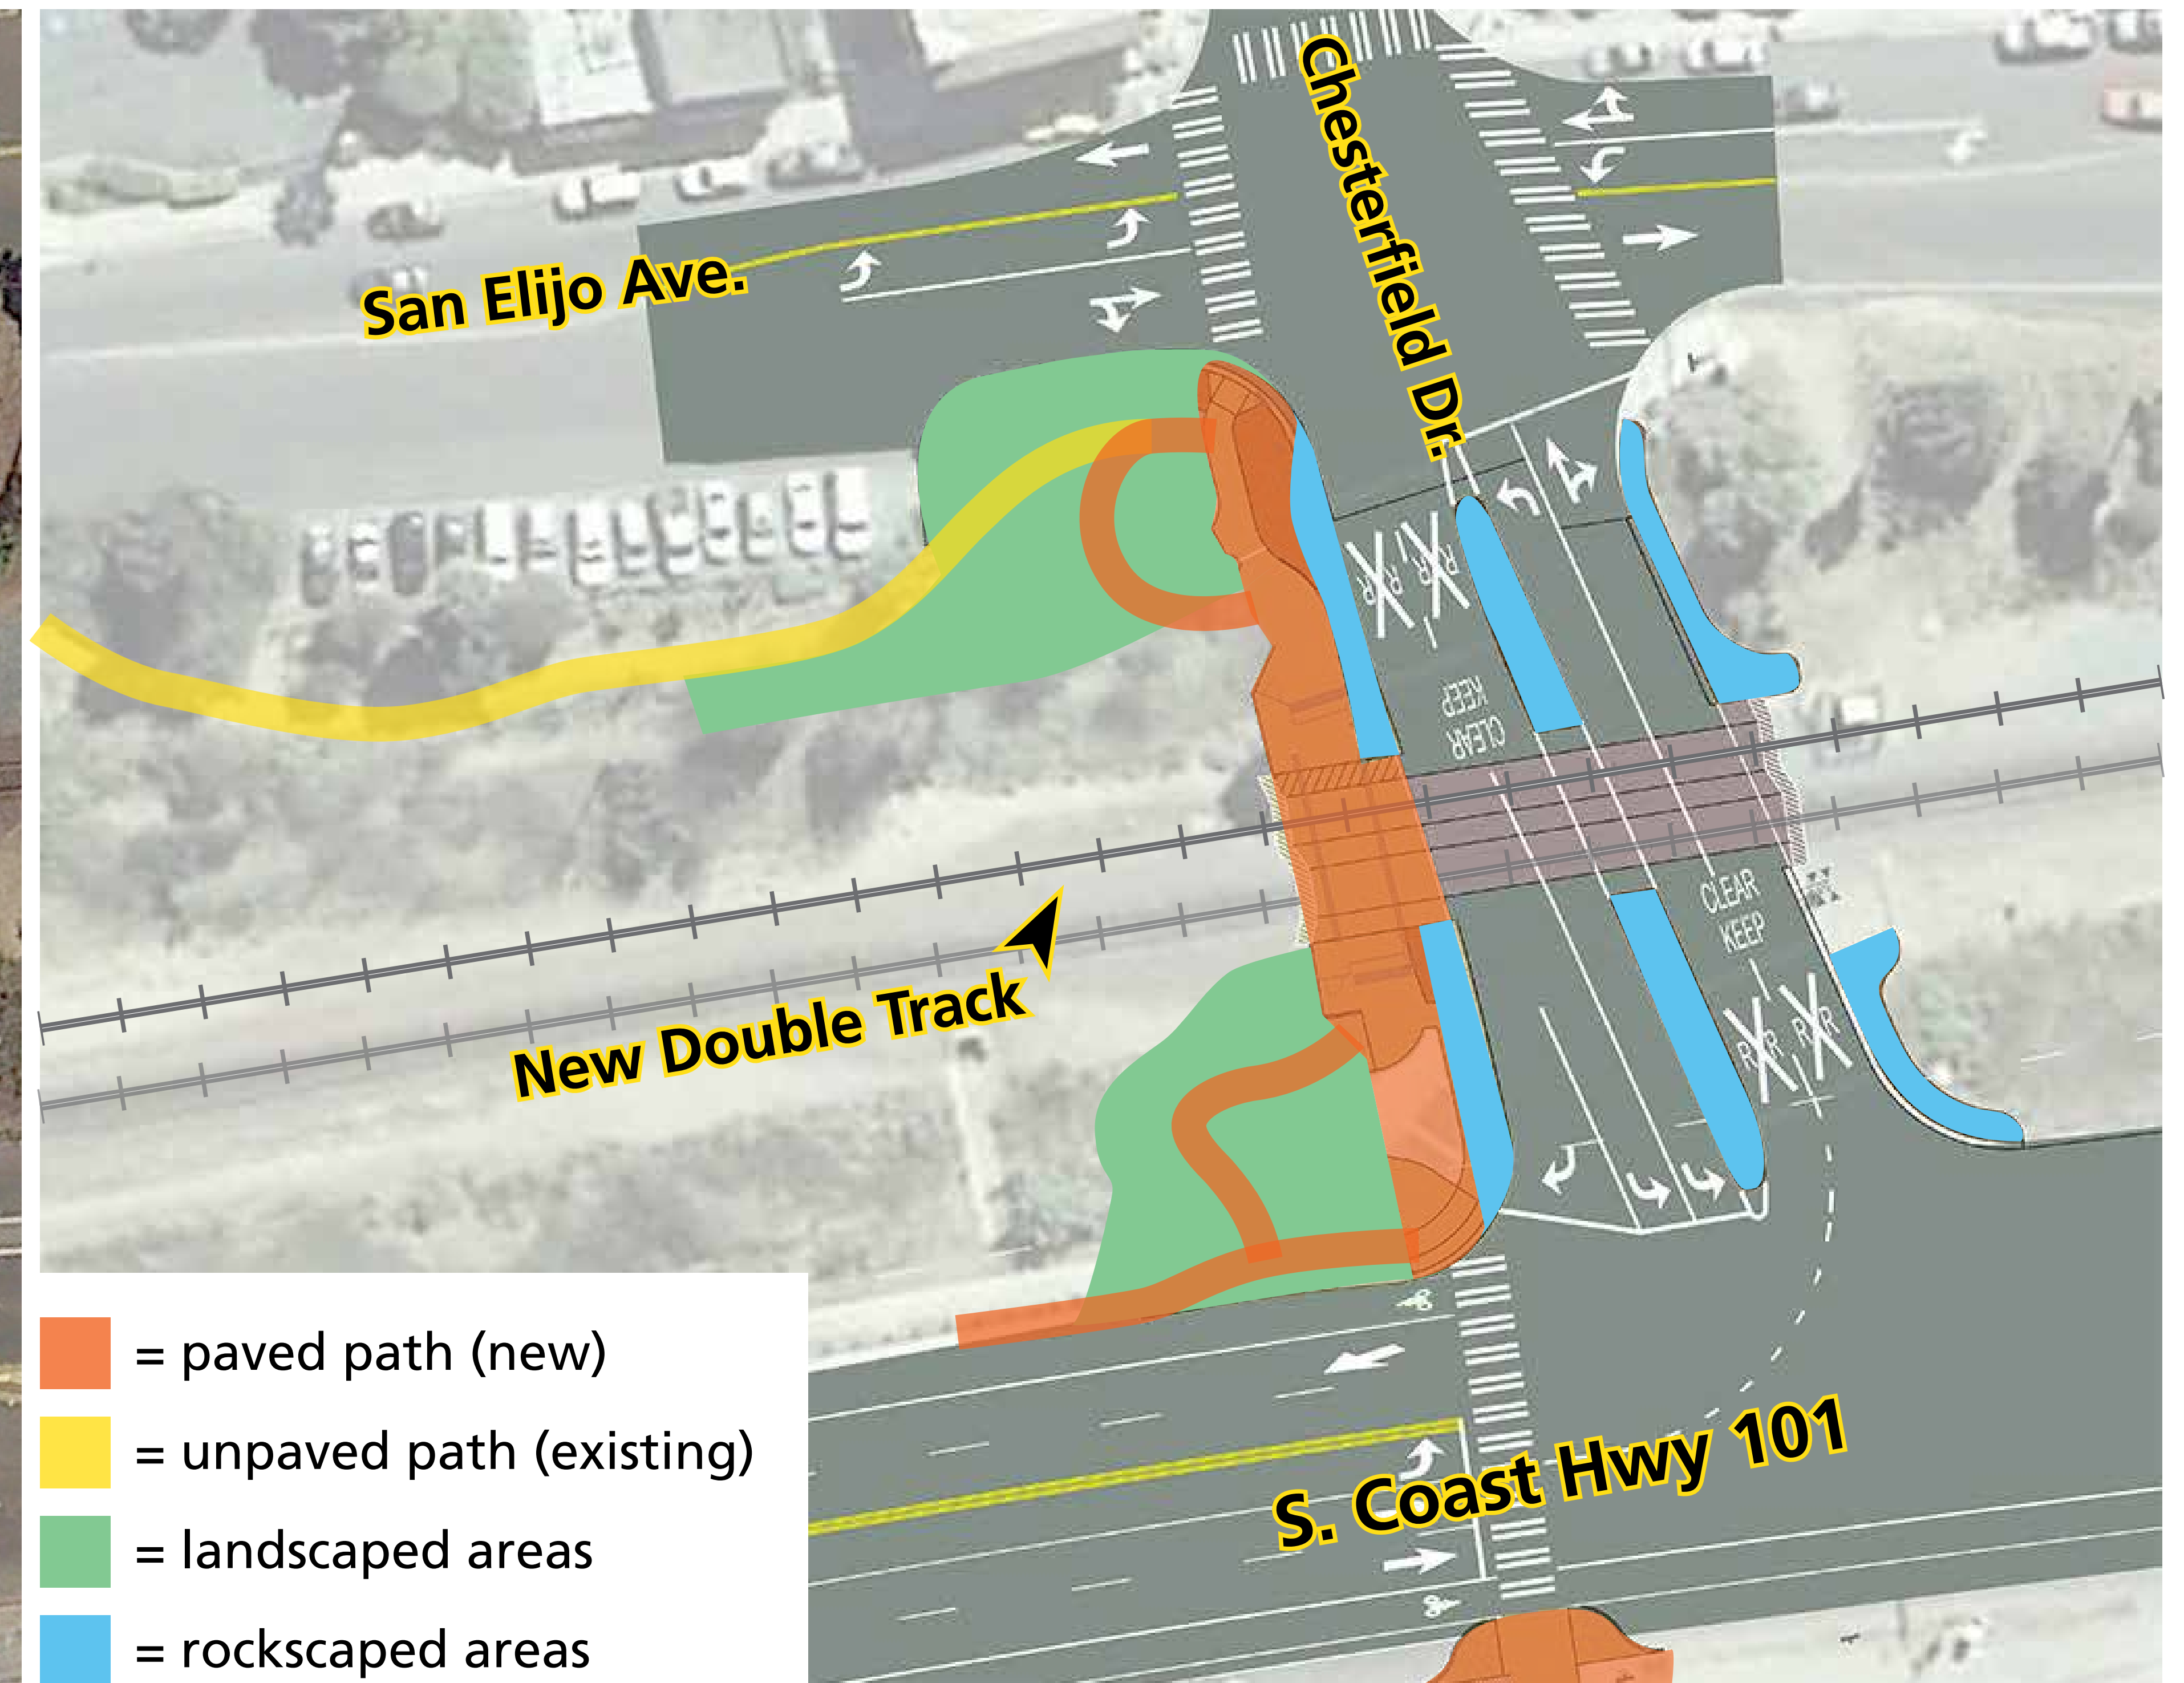 Chesterfield Dr.
San Elijo Ave.
R R
R R
KEEP
CLEAR
New Double Track
CLEAR
KEEP
R R
R R
S. Coast Hwy 101
= paved path (new)
= unpaved path (existing)
= landscaped areas
= rockscaped areas